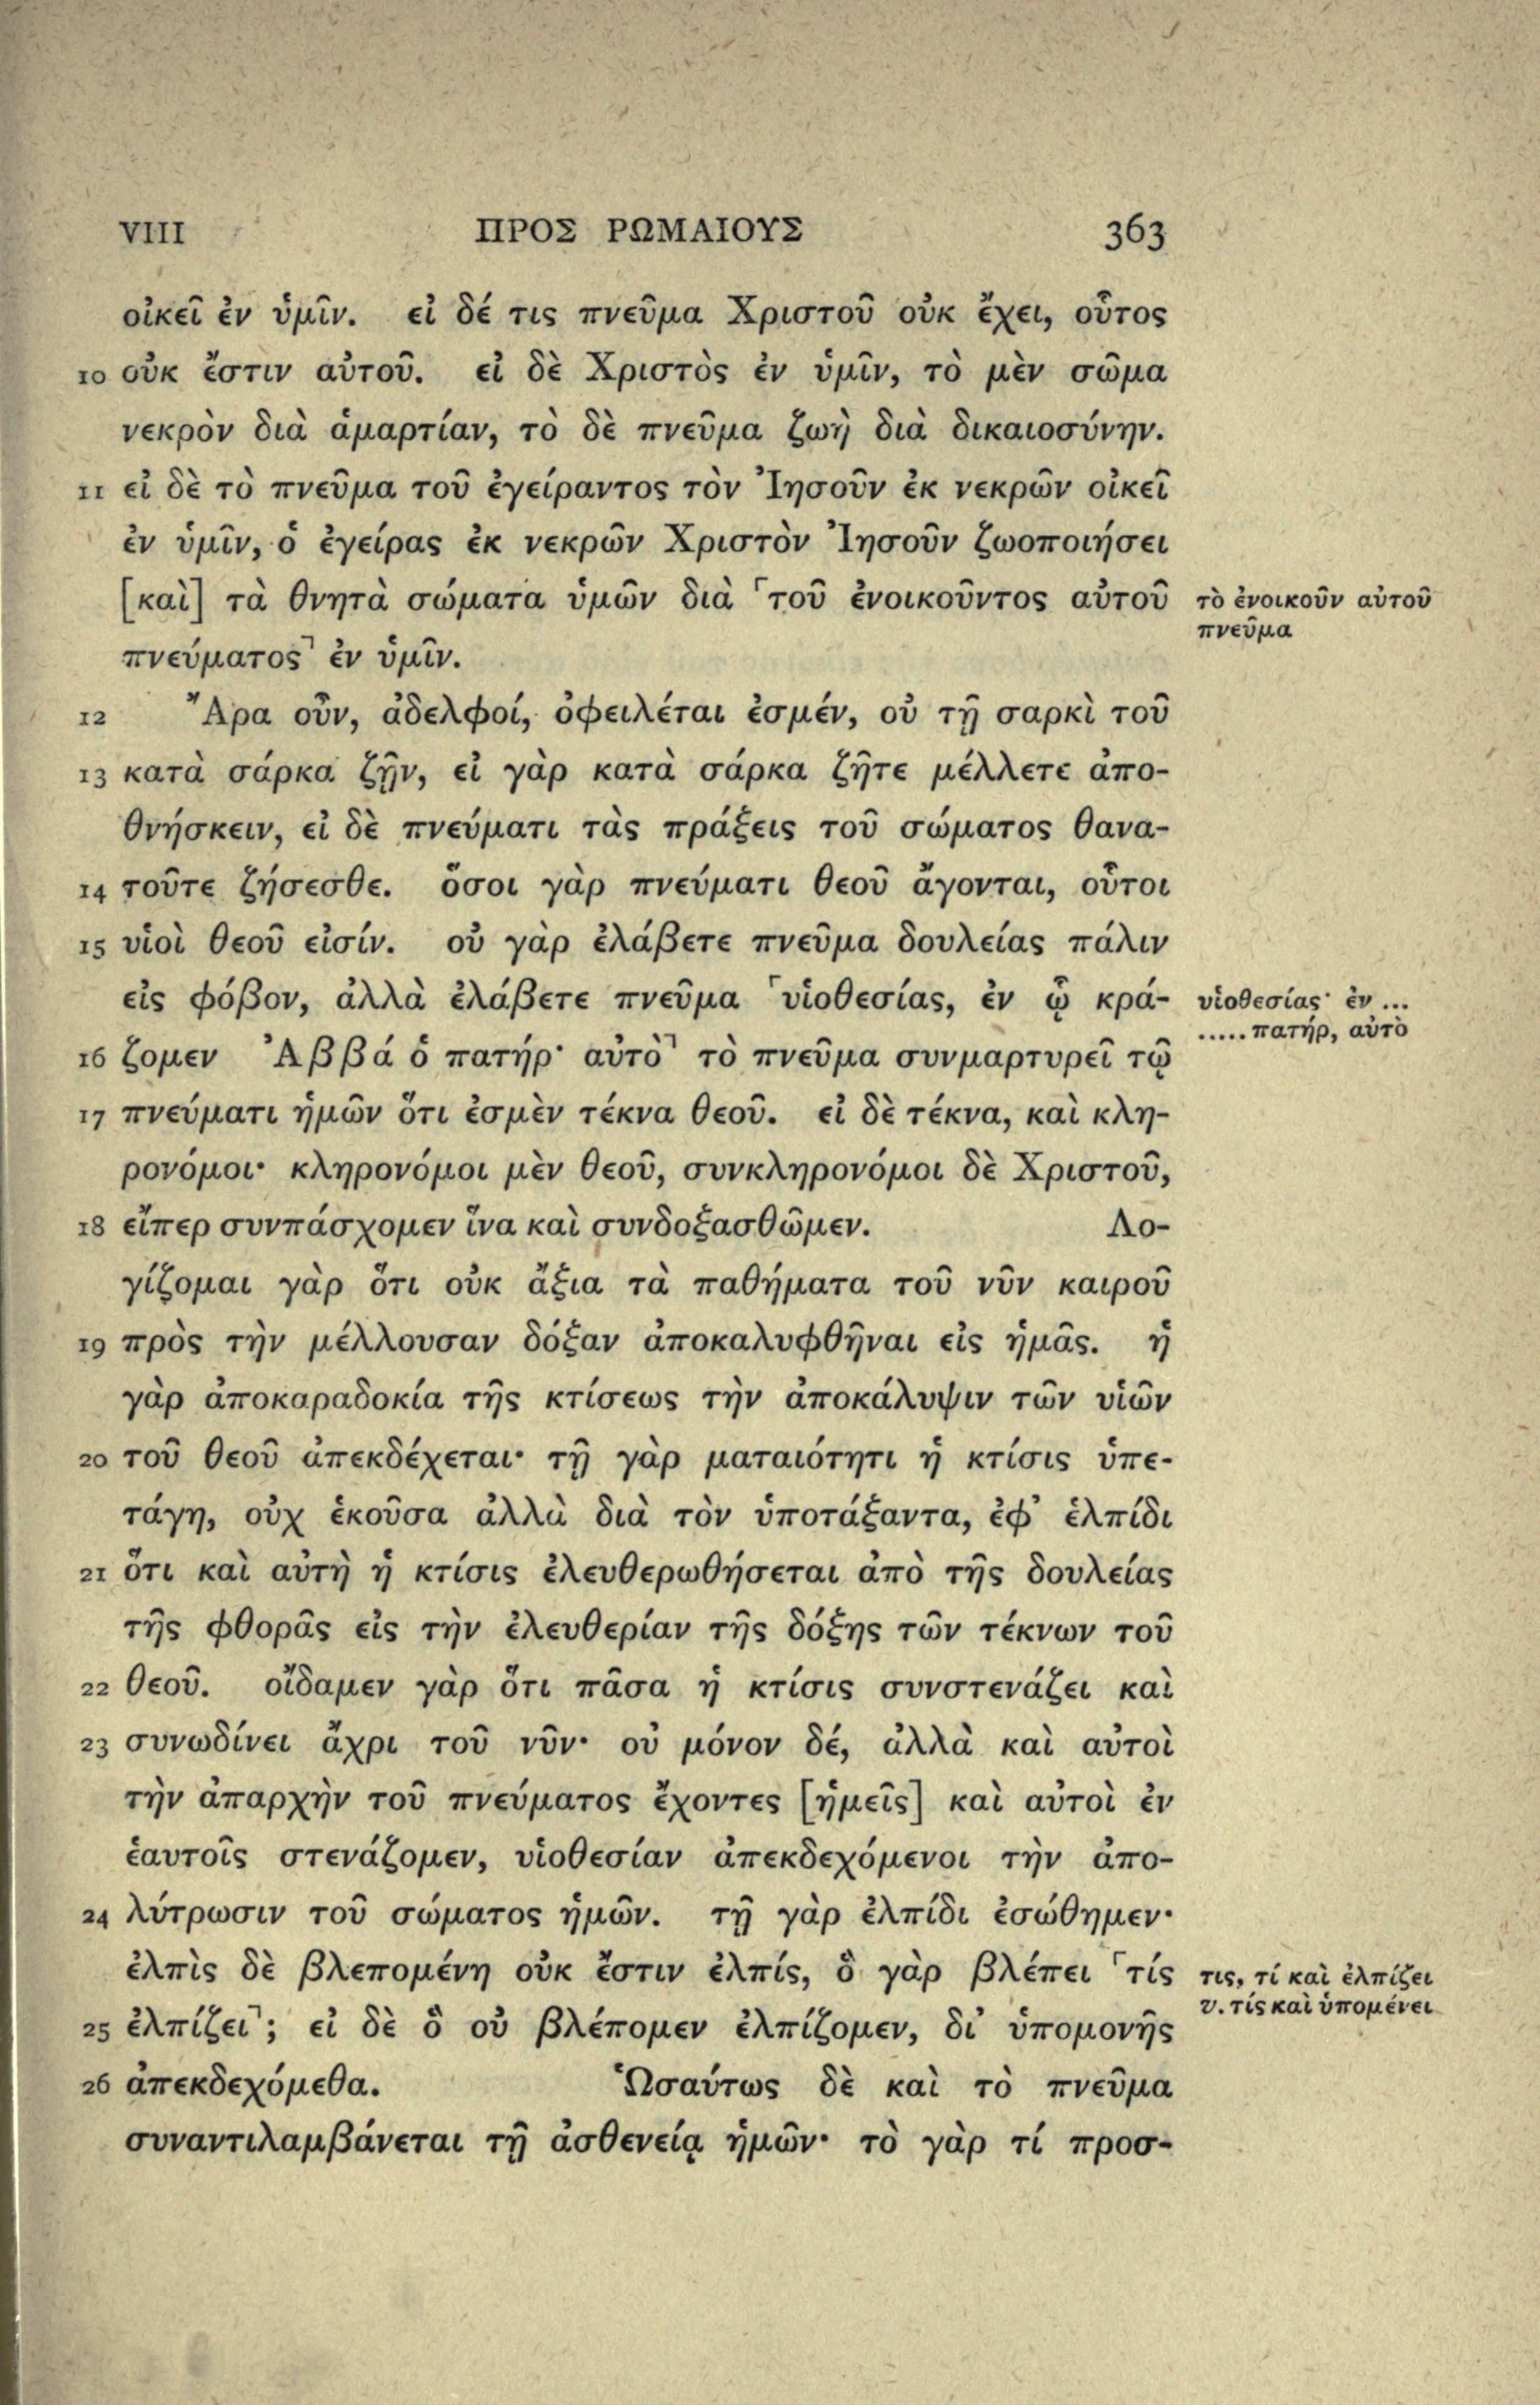 VIII ΠΡΟΣ ΡΩΜΑΙΟΥΣ 363
οἰκεῖ ἐν ὑμῖν. εἰ δέ τις πνεῦμα Χριστοῦ οὐκ ἔχει, οὗτος
10 οὐκ ἔστιν αὐτοῦ. εἰ δὲ Χριστὸς ἐν ὑμῖν, τὸ μὲν σῶμα
νεκρὸν διὰ ἁμαρτίαν, τὸ δὲ πνεῦμα ζωὴ διὰ δικαιοσύνην.
11 εἰ δὲ τὸ πνεῦμα τοῦ ἐγείραντος τὸν Ἰησοῦν ἐκ νεκρῶν οἰκεῖ
ἐν ὑμῖν, ὁ ἐγείρας ἐκ νεκρῶν Χριστὸν Ἰησοῦν ζωοποιήσει
[καὶ] τὰ θνητὰ σώματα ὑμῶν διὰ ⸀τοῦ ἐνοικοῦντος αὐτοῦ
πνεύματος⸃ ἐν ὑμῖν.
τὸ ἐνοικοῦν αὐτοῦ
πνεῦμα
12 Ἄρα οὖν, ἀδελφοί, ὀφειλέται ἐσμέν, οὐ τῇ σαρκὶ τοῦ
13 κατὰ σάρκα ζῇν, εἰ γὰρ κατὰ σάρκα ζῆτε μέλλετε ἀπο-
θνήσκειν, εἰ δὲ πνεύματι τὰς πράξεις τοῦ σώματος θανα-
14 τοῦτε ζήσεσθε. ὅσοι γὰρ πνεύματι θεοῦ ἄγονται, οὗτοι
15 υἱοὶ θεοῦ εἰσίν. οὐ γὰρ ἐλάβετε πνεῦμα δουλείας πάλιν
εἰς φόβον, ἀλλὰ ἐλάβετε πνεῦμα ⸀υἱοθεσίας, ἐν ᾧ κρά-
16 ζομεν Ἀββά ὁ πατήρ· αὐτὸ⸃ τὸ πνεῦμα συνμαρτυρεῖ τῷ
υἱοθεσίας· ἐν ...
..... πατήρ, αὐτὸ
17 πνεύματι ἡμῶν ὅτι ἐσμὲν τέκνα θεοῦ. εἰ δὲ τέκνα, καὶ κλη-
ρονόμοι· κληρονόμοι μὲν θεοῦ, συνκληρονόμοι δὲ Χριστοῦ,
18 εἴπερ συνπάσχομεν ἵνα καὶ συνδοξασθῶμεν. Λο-
γίζομαι γὰρ ὅτι οὐκ ἄξια τὰ παθήματα τοῦ νῦν καιροῦ
19 πρὸς τὴν μέλλουσαν δόξαν ἀποκαλυφθῆναι εἰς ἡμᾶς. ἡ
γὰρ ἀποκαραδοκία τῆς κτίσεως τὴν ἀποκάλυψιν τῶν υἱῶν
20 τοῦ θεοῦ ἀπεκδέχεται· τῇ γὰρ ματαιότητι ἡ κτίσις ὑπε-
τάγη, οὐχ ἑκοῦσα ἀλλὰ διὰ τὸν ὑποτάξαντα, ἐφ᾽ ἑλπίδι
21 ὅτι καὶ αὐτὴ ἡ κτίσις ἐλευθερωθήσεται ἀπὸ τῆς δουλείας
τῆς φθορᾶς εἰς τὴν ἐλευθερίαν τῆς δόξης τῶν τέκνων τοῦ
22 θεοῦ. οἴδαμεν γὰρ ὅτι πᾶσα ἡ κτίσις συνστενάζει καὶ
23 συνωδίνει ἄχρι τοῦ νῦν· οὐ μόνον δέ, ἀλλὰ καὶ αὐτοὶ
τὴν ἀπαρχὴν τοῦ πνεύματος ἔχοντες [ἡμεῖς] καὶ αὐτοὶ ἐν
ἑαυτοῖς στενάζομεν, υἱοθεσίαν ἀπεκδεχόμενοι τὴν ἀπο-
24 λύτρωσιν τοῦ σώματος ἡμῶν. τῇ γὰρ ἐλπίδι ἐσώθημεν·
ἐλπὶς δὲ βλεπομένη οὐκ ἔστιν ἐλπίς, ὃ γὰρ βλέπει ⸀τίς
25 ἐλπίζει⸃; εἰ δὲ ὃ οὐ βλέπομεν ἐλπίζομεν, δι᾽ ὑπομονῆς
τις, τί καὶ ἐλπίζει
v. τίς καὶ ὑπομένει
26 ἀπεκδεχόμεθα. Ὡσαύτως δὲ καὶ τὸ πνεῦμα
συναντιλαμβάνεται τῇ ἀσθενείᾳ ἡμῶν· τὸ γὰρ τί προσ-